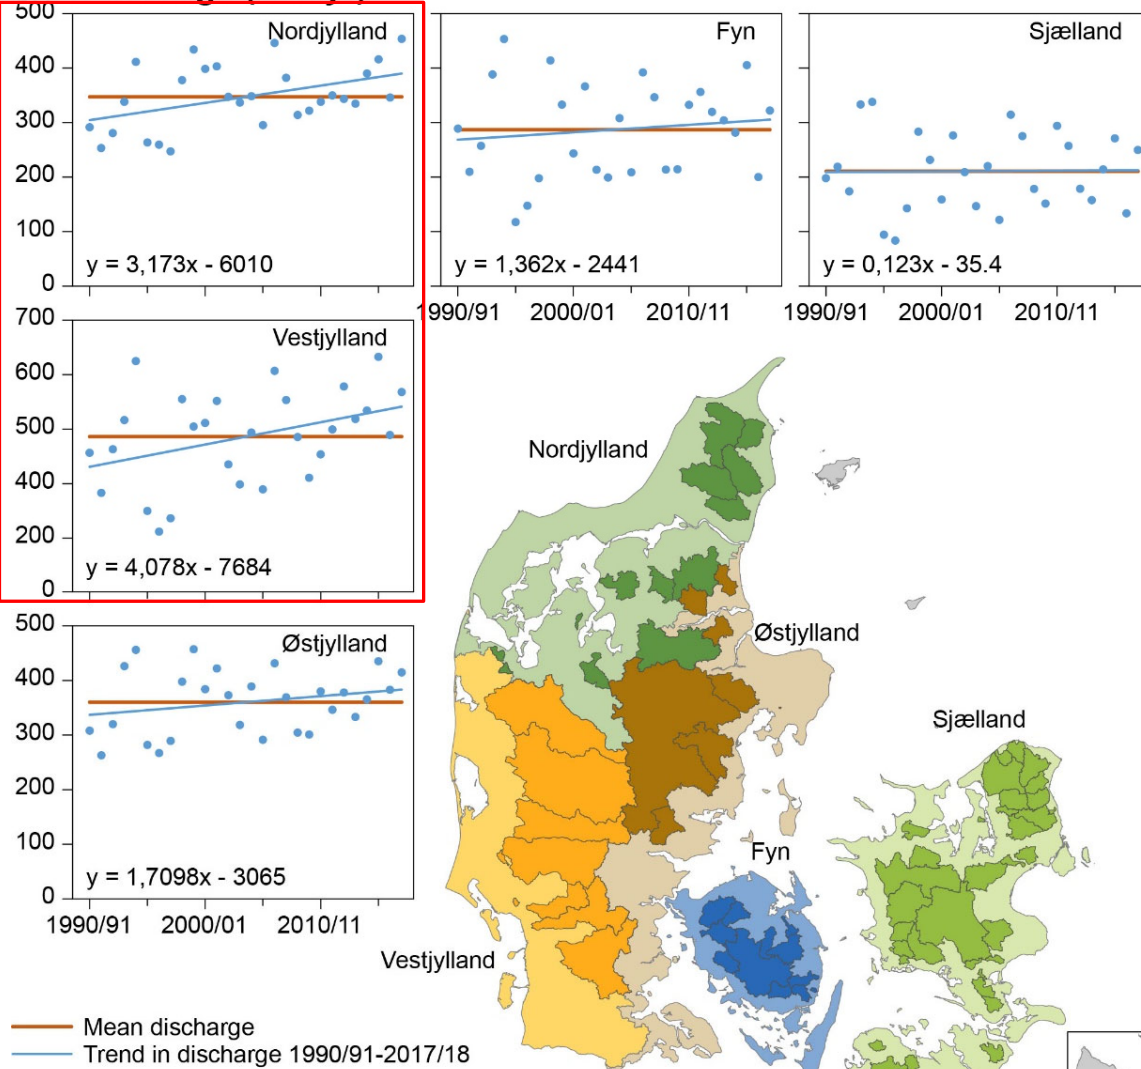 500
400
300
200
100
0
Nordjylland
y = 3,173x - 6010
Fyn
y = 1,362x - 2441
1990/91 2000/01 2010/11
Sjælland
y = 0,123x - 35.4
1990/91 2000/01 2010/11
700
600
500
400
200
0
Vestjylland
y = 4,078x - 7684
500
400
300
200
100
0
Østjylland
y = 1,7098x - 3065
1990/91 2000/01 2010/11
Nordjylland
Østjylland
Sjælland
Fyn
Vestjylland
Mean discharge
Trend in discharge 1990/91-2017/18